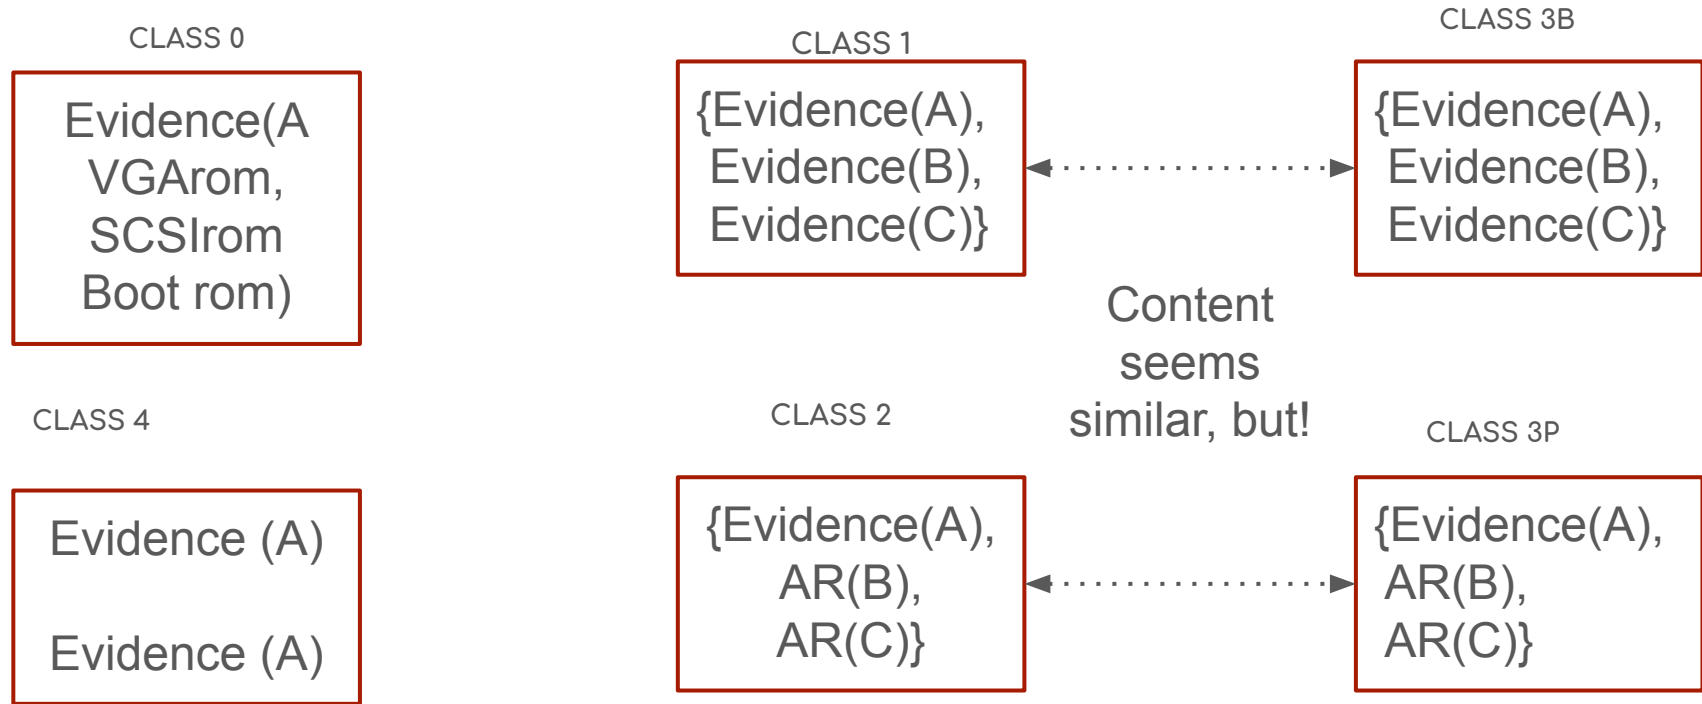 CLASS 0
Evidence(A
VGArom,
SCSIrom
Boot rom)
CLASS 1
{Evidence(A),
Evidence(B),
Evidence(C)}
CLASS 3B
{Evidence(A),
Evidence(B),
Evidence(C)}
Content
seems
similar, but!
CLASS 4
Evidence (A)
Evidence (A)
CLASS 2
{Evidence(A),
AR(B),
AR(C)}
CLASS 3P
{Evidence(A),
AR(B),
AR(C)}